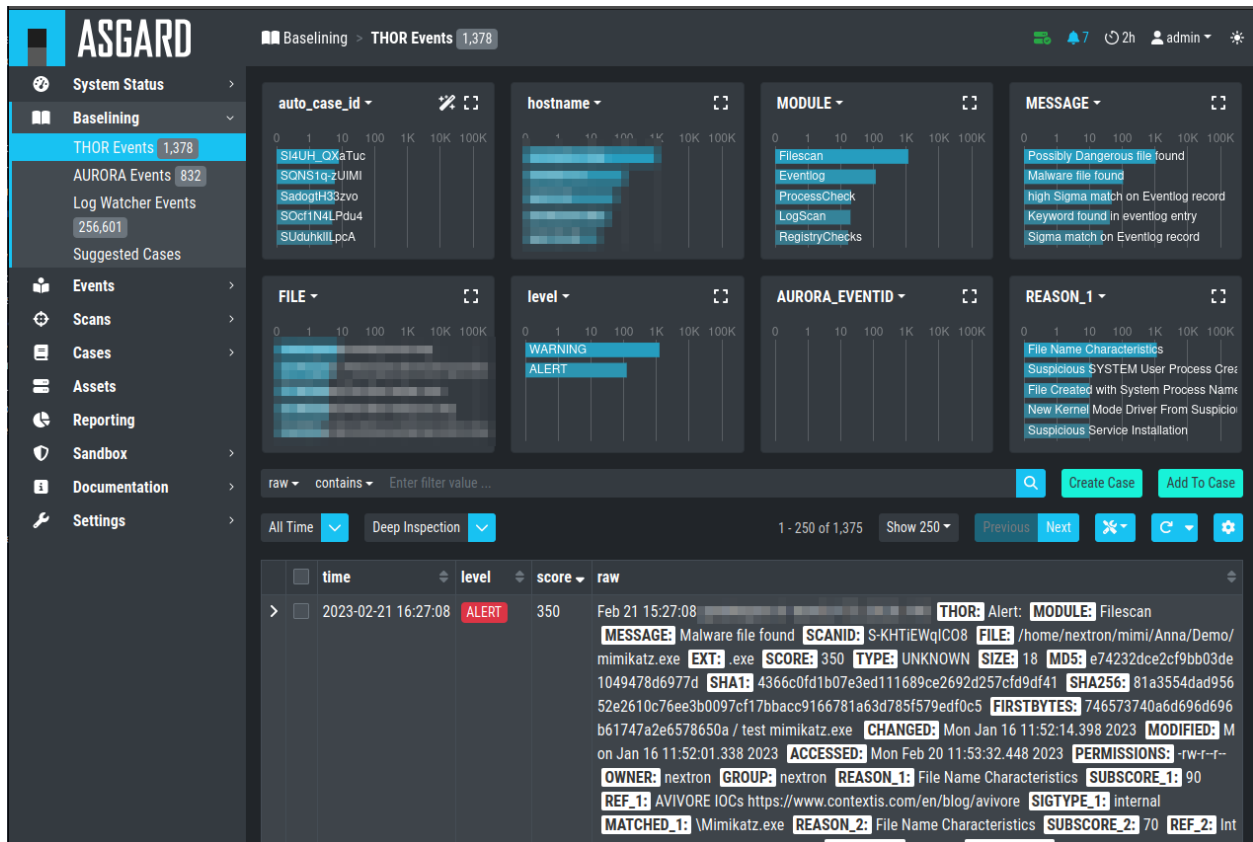 ASGARD
Baselining > THOR Events 1,378
7 2h admin
System Status
Baselining
THOR Events 1,378
AURORA Events 832
Log Watcher Events
256,601
Suggested Cases
Events
Scans
Cases
Assets
Reporting
Sandbox
Documentation
Settings
auto_case_id
0 1 10 100 1K 10K 100K
SI4UH_QXaTuc
SQNS1q-zUIMI
SadogtH33zvo
SOcf1N4LPdu4
SUduhkIILpcA
hostname
0 1 10 100 1K 10K 100K
MODULE
0 1 10 100 1K 10K 100K
Filescan
Eventlog
ProcessCheck
LogScan
RegistryChecks
MESSAGE
0 1 10 100 1K 10K 100K
Possibly Dangerous file found
Malware file found
high Sigma match on Eventlog record
Keyword found in eventlog entry
Sigma match on Eventlog record
FILE
0 1 10 100 1K 10K 100K
level
0 1 10 100 1K 10K 100K
WARNING
ALERT
AURORA_EVENTID
0 1 10 100 1K 10K 100K
REASON_1
0 1 10 100 1K 10K 100K
File Name Characteristics
Suspicious SYSTEM User Process Crea
File Created with System Process Name
New Kernel Mode Driver From Suspicio
Suspicious Service Installation
raw contains Enter filter value ... Create Case Add To Case
All Time Deep Inspection 1 - 250 of 1,375 Show 250 Previous Next
time level score raw
2023-02-21 16:27:08 ALERT 350 Feb 21 15:27:08 THOR: Alert: MODULE: Filescan
MESSAGE: Malware file found SCANID: S-KHTiEWqlCO8 FILE: /home/nextron/mimi/Anna/Demo/
mimikatz.exe EXT: .exe SCORE: 350 TYPE: UNKNOWN SIZE: 18 MD5: e74232dce2cf9bb03de
1049478d6977d SHA1: 4366c0fd1b07e3ed111689ce2692d257cfd9df41 SHA256: 81a3554dad956
52e2610c76ee3b0097cf17bbacc9166781a63d785f579edf0c5 FIRSTBYTES: 746573740a6d696d696
b61747a2e6578650a / test mimikatz.exe CHANGED: Mon Jan 16 11:52:14.398 2023 MODIFIED: M
on Jan 16 11:52:01.338 2023 ACCESSED: Mon Feb 20 11:53:32.448 2023 PERMISSIONS: -rw-r--r--
OWNER: nextron GROUP: nextron REASON_1: File Name Characteristics SUBSCORE_1: 90
REF_1: AVIVORE IOCs https://www.contextis.com/en/blog/avivore SIGTYPE_1: internal
MATCHED_1: \Mimikatz.exe REASON_2: File Name Characteristics SUBSCORE_2: 70 REF_2: Int